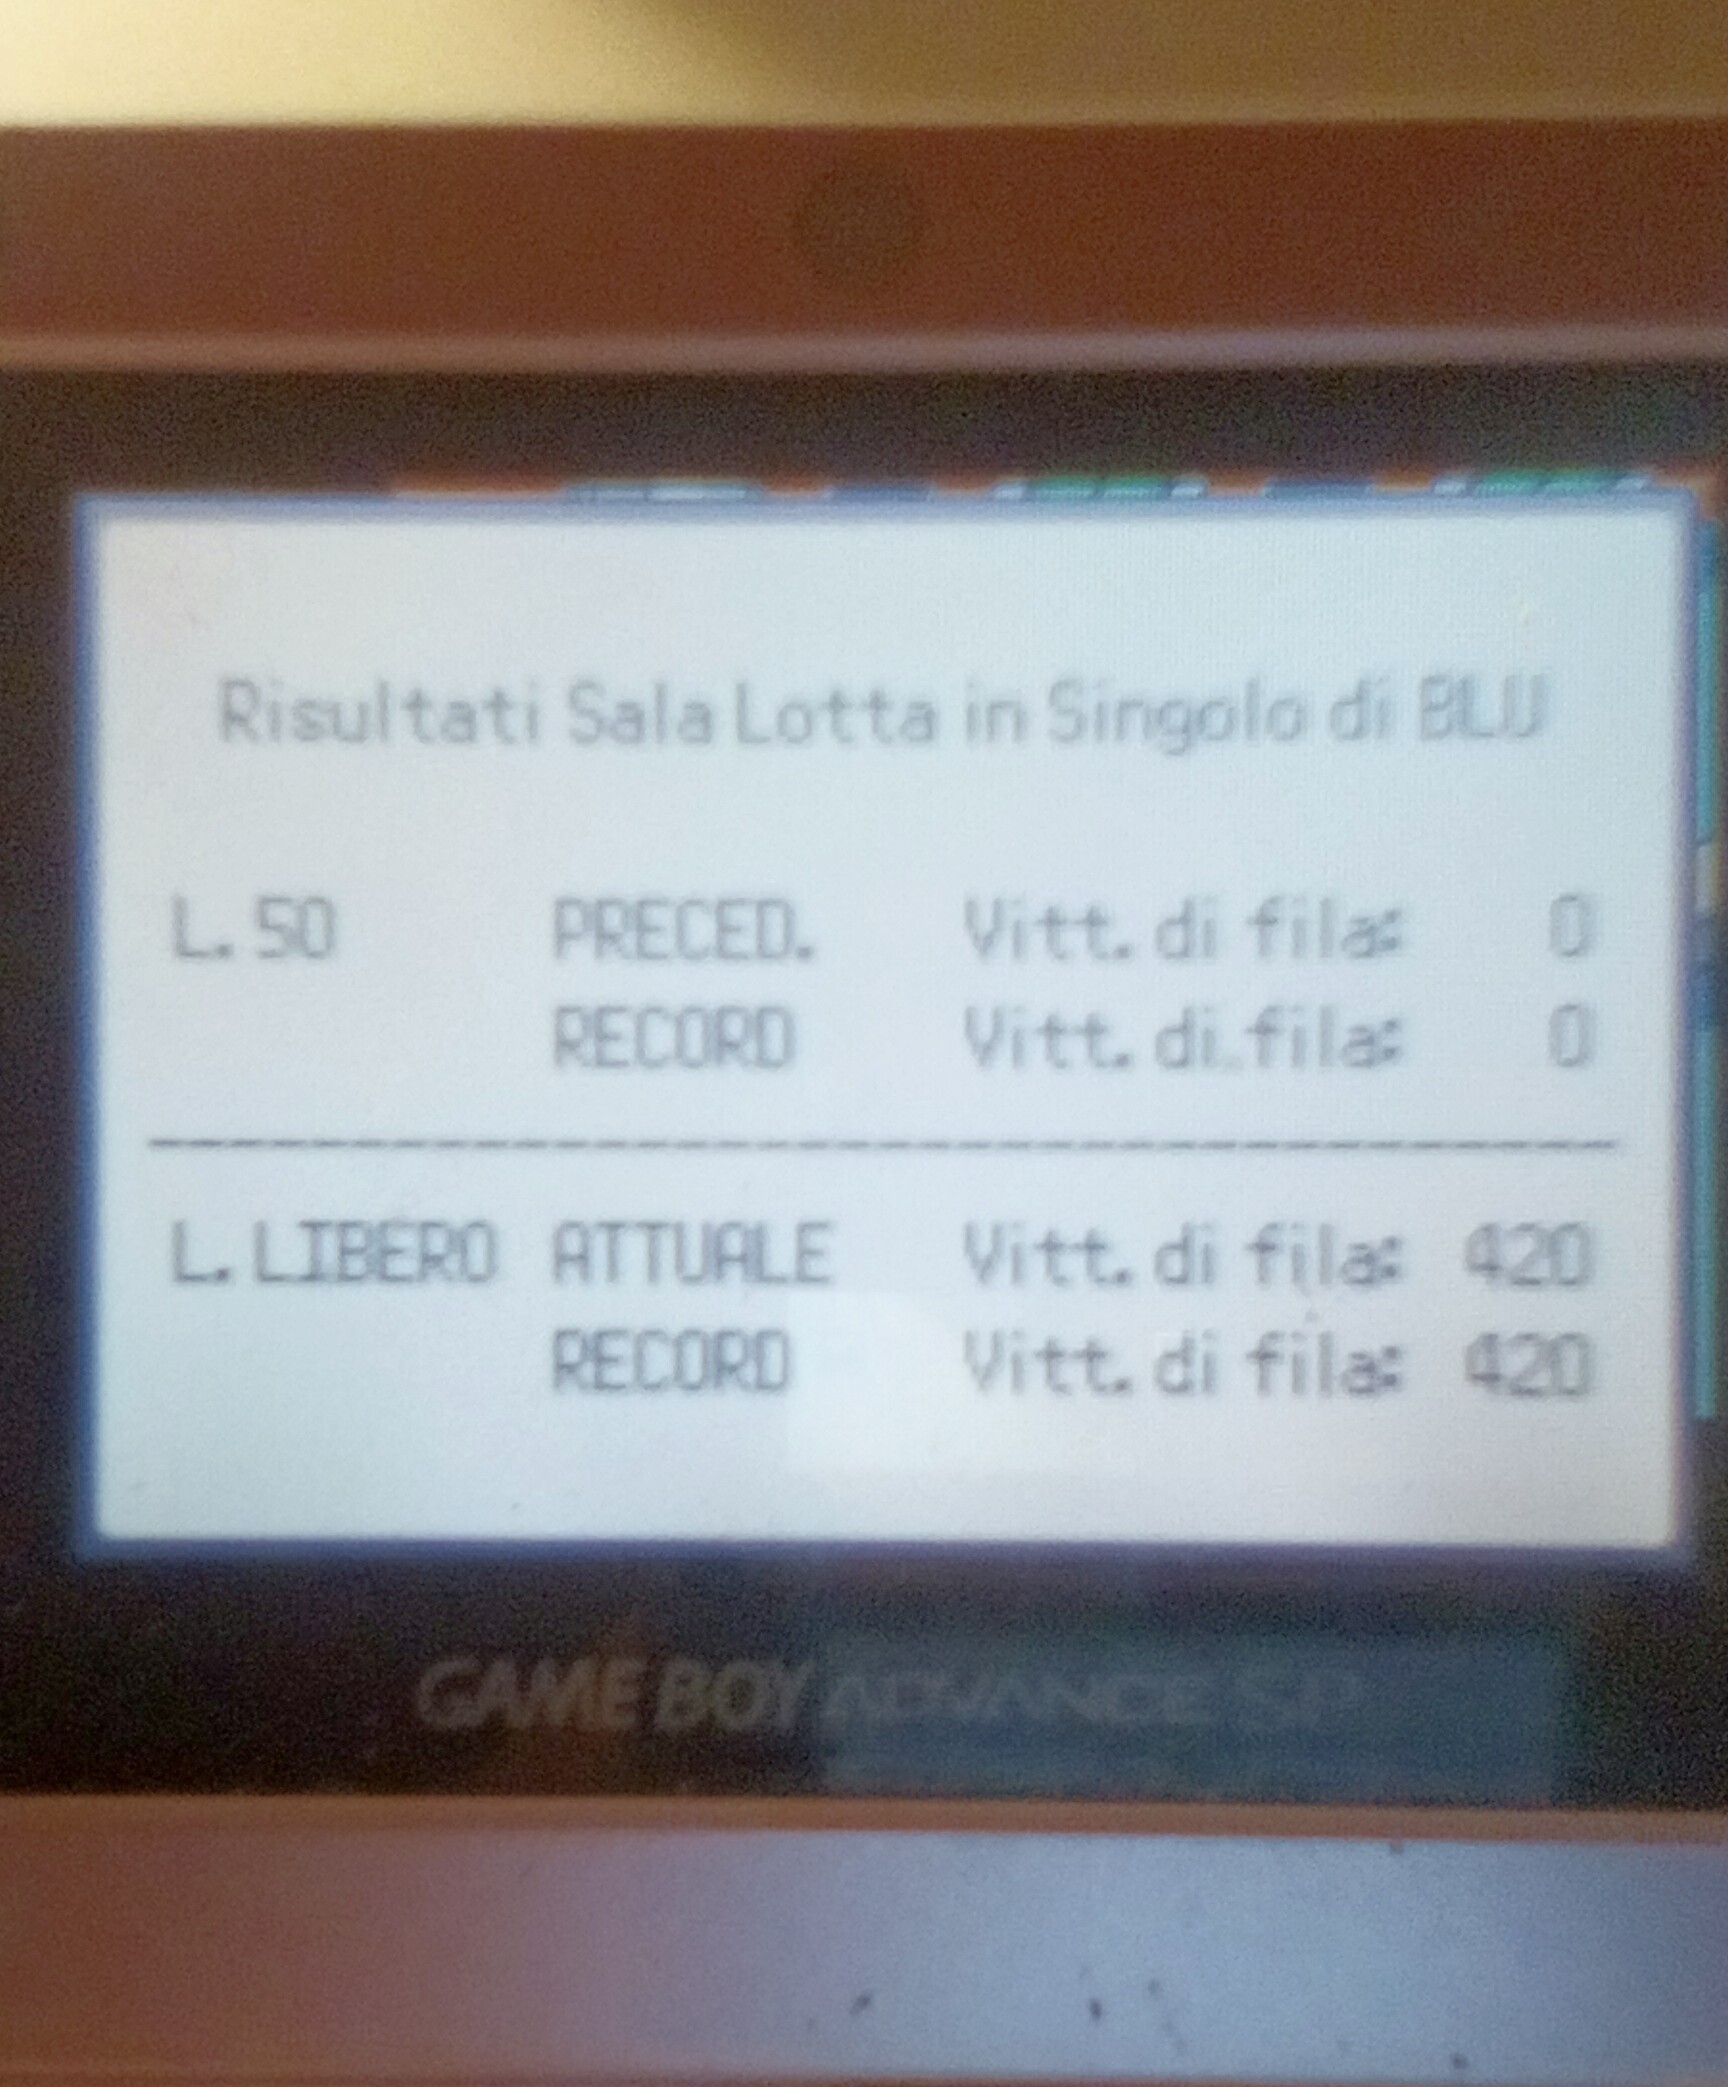 Risultati Sala Lotta in Singolo di BLU
L. 50 PRECED. Vitt. di fila: 0
RECORD Vitt. di fila: 0
L. LIBERO ATTUALE Vitt. di fila: 420
RECORD Vitt. di fila: 420
GAME BOY ADVANCE SP